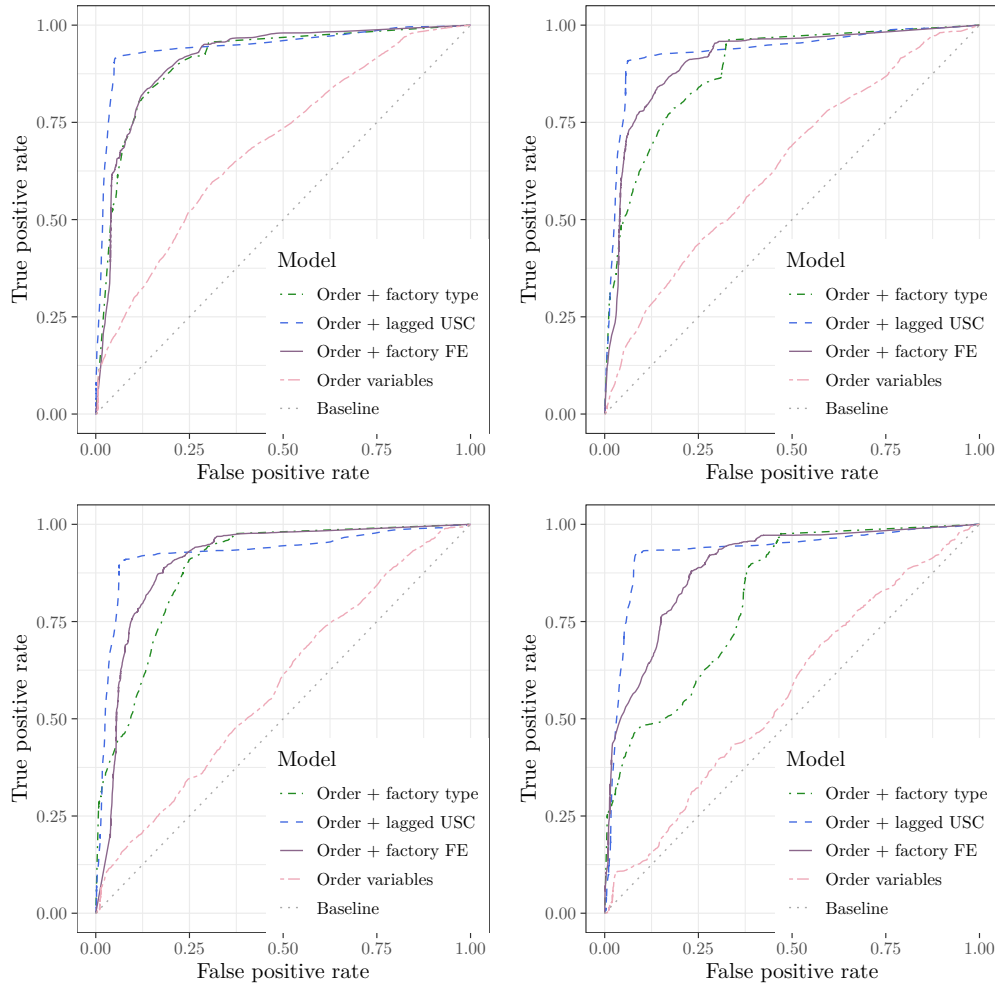 1.00
0.75
0.50
0.25
0.00
True positive rate
0.00 0.25 0.50 0.75 1.00
False positive rate
Model
Order + factory type
Order + lagged USC
Order + factory FE
Order variables
Baseline
1.00
0.75
0.50
0.25
0.00
True positive rate
0.00 0.25 0.50 0.75 1.00
False positive rate
Model
Order + factory type
Order + lagged USC
Order + factory FE
Order variables
Baseline
1.00
0.75
0.50
0.25
0.00
True positive rate
0.00 0.25 0.50 0.75 1.00
False positive rate
Model
Order + factory type
Order + lagged USC
Order + factory FE
Order variables
Baseline
1.00
0.75
0.50
0.25
0.00
True positive rate
0.00 0.25 0.50 0.75 1.00
False positive rate
Model
Order + factory type
Order + lagged USC
Order + factory FE
Order variables
Baseline